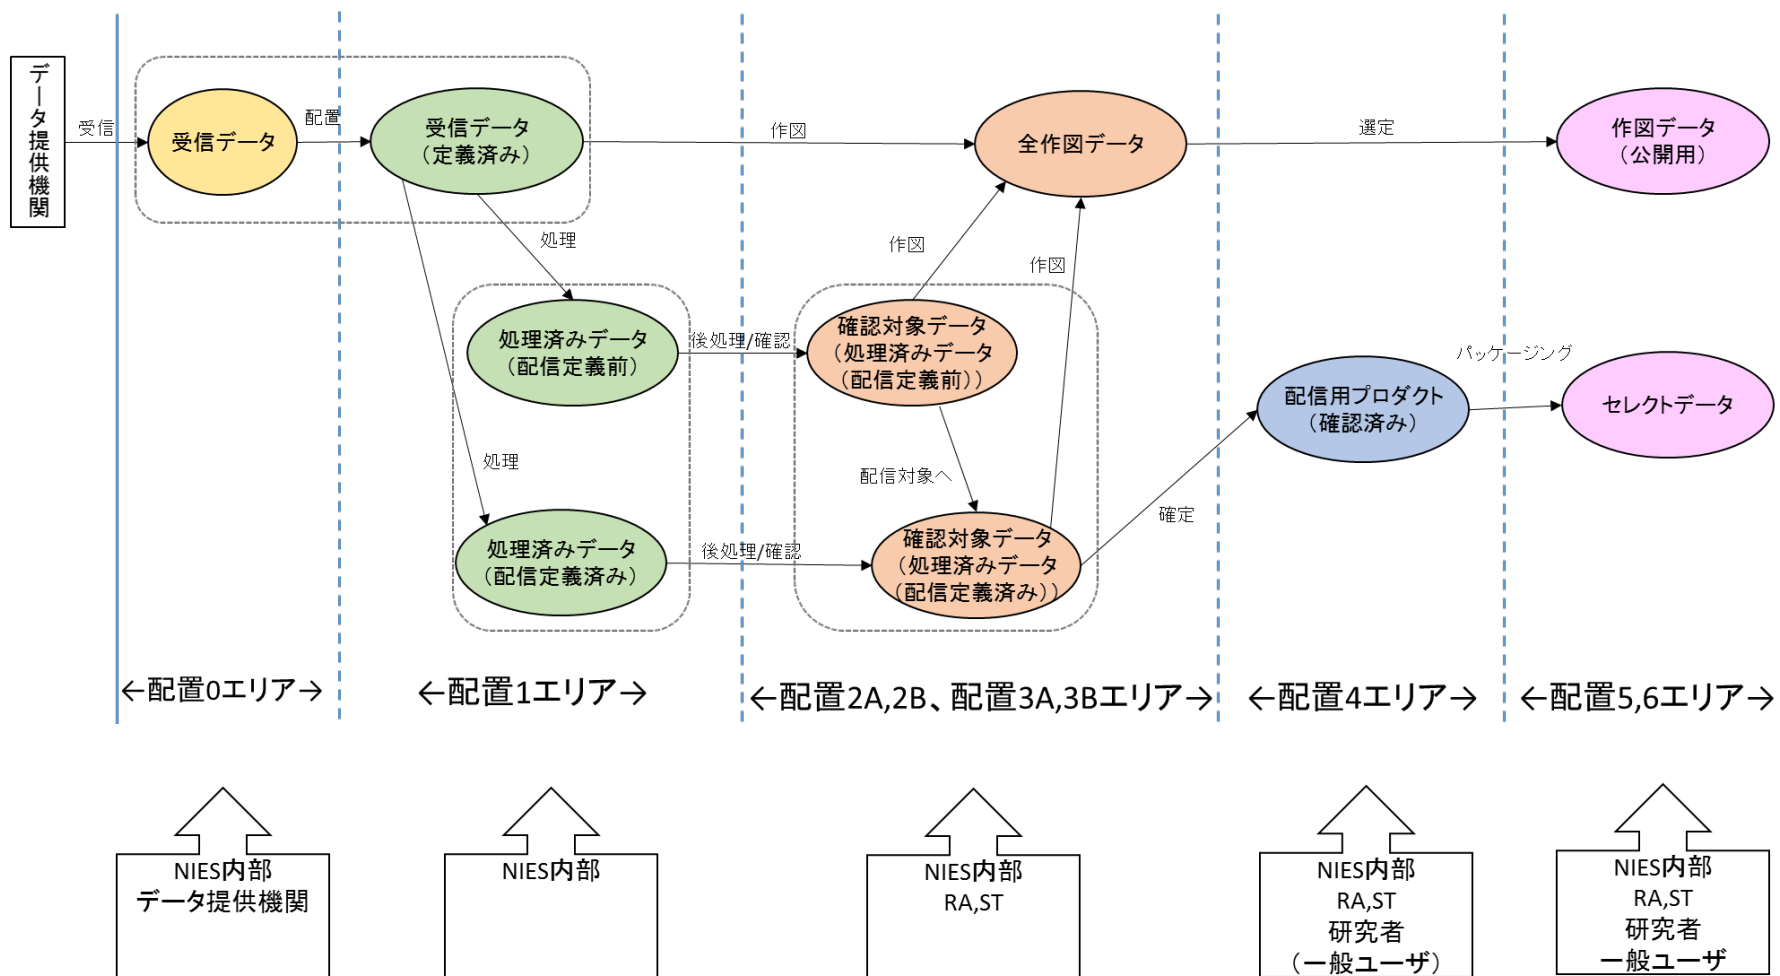 データ提供機関
受信
受信データ
配置
受信データ
（定義済み）
作図
全作図データ
選定
作図データ
（公開用）
処理
作図
作図
処理済みデータ
（配信定義前）
後処理/確認
確認対象データ
（処理済みデータ
（配信定義前））
パッケージング
配信用プロダクト
（確認済み）
セレクトデータ
処理
配信対象へ
確定
処理済みデータ
（配信定義済み）
後処理/確認
確認対象データ
（処理済みデータ
（配信定義済み））
←配置0エリア→
←配置1エリア→
←配置2A,2B、配置3A,3Bエリア→
←配置4エリア→
←配置5,6エリア→
NIES内部
データ提供機関
NIES内部
NIES内部
RA,ST
NIES内部
RA,ST
研究者
（一般ユーザ）
NIES内部
RA,ST
研究者
一般ユーザ